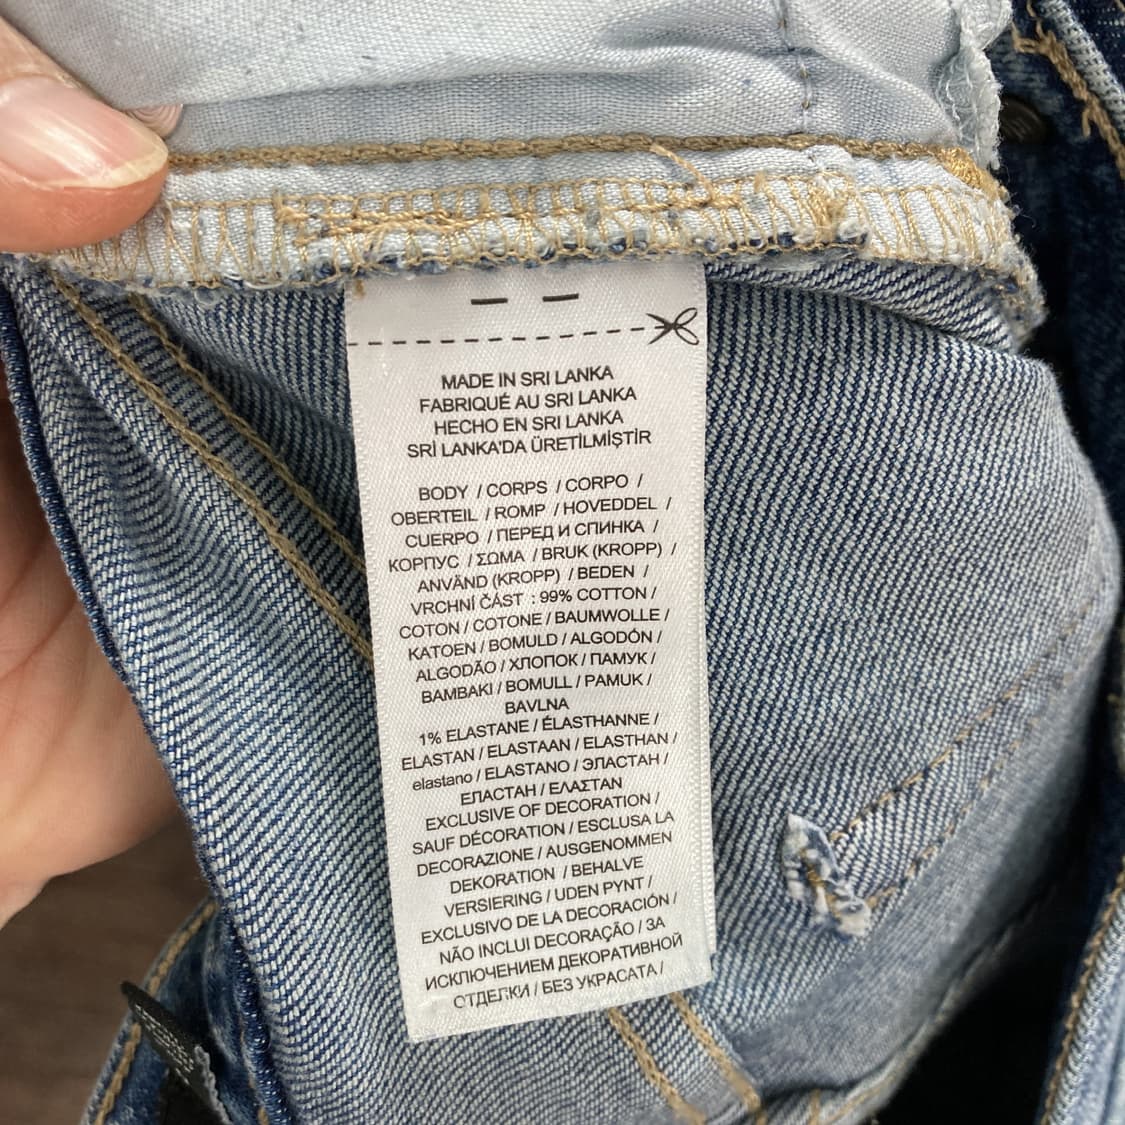 MADE IN SRI LANKA
FABRIQUÉ AU SRI LANKA
HECHO EN SRI LANKA
SRİ LANKA'DA ÜRETİLMİŞTİR
BODY / CORPS / CORPO /
OBERTEIL / ROMP / HOVEDDEL /
CUERPO / ПЕРЕД И СПИНКА /
КОРПУС / ΣΩΜΑ / BRUK (KROPP) /
ANVÄND (KROPP) / BEDEN /
VRCHNÍ ČÁST : 99% COTTON /
COTON / COTONE / BAUMWOLLE /
KATOEN / BOMULD / ALGODÓN /
ALGODÃO / ХЛОПОК / ПАМУК /
BAMBAKI / BOMULL / PAMUK /
BAVLNA
1% ELASTANE / ÉLASTHANNE /
ELASTAN / ELASTAAN / ELASTHAN /
elastano / ELASTANO / ЭЛАСТАН /
ЕЛАСТАН / ΕΛΑΣΤΑΝ
EXCLUSIVE OF DECORATION /
SAUF DÉCORATION / ESCLUSA LA
DECORAZIONE / AUSGENOMMEN
DEKORATION / BEHALVE
VERSIERING / UDEN PYNT /
EXCLUSIVO DE LA DECORACIÓN /
NÃO INCLUI DECORAÇÃO / ЗА
ИСКЛЮЧЕНИЕМ ДЕКОРАТИВНОЙ
ОТДЕЛКИ / БЕЗ УКРАСАТА /